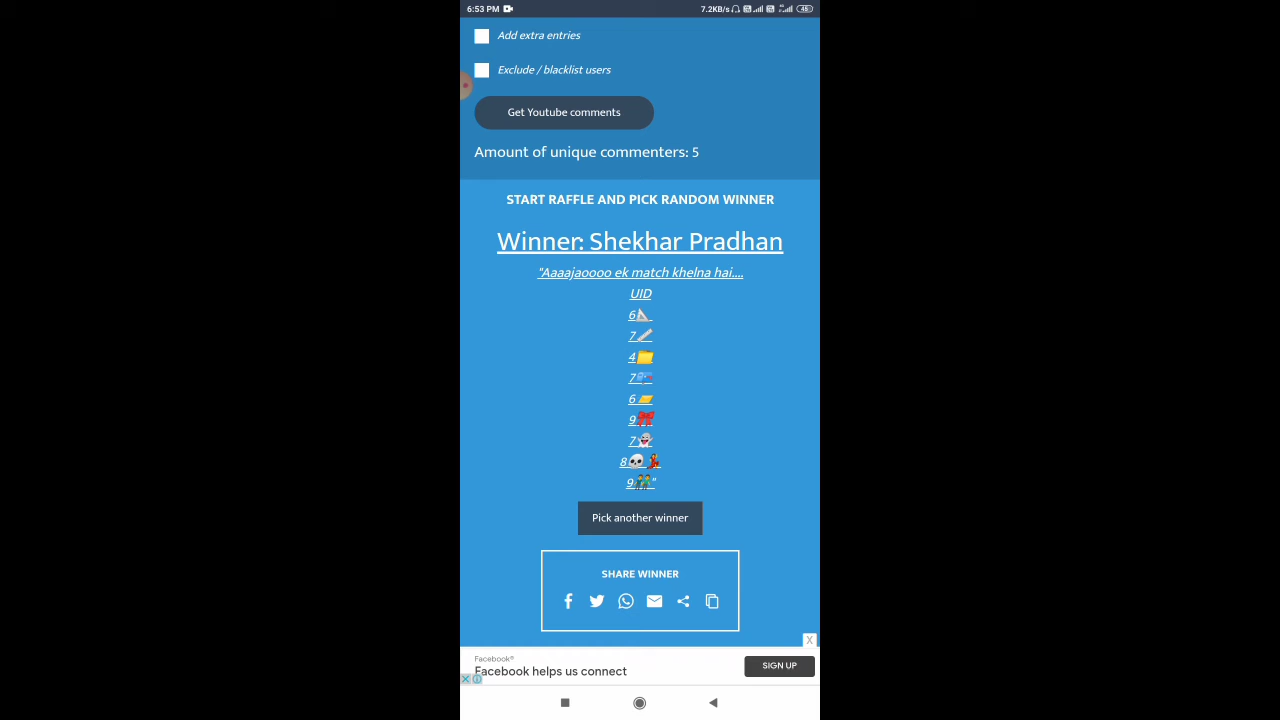 6:53 PM 7.2KB/s 45
Add extra entries
Exclude / blacklist users
Get Youtube comments
Amount of unique commenters: 5
START RAFFLE AND PICK RANDOM WINNER
Winner: Shekhar Pradhan
"Aaaajaoooo ek match khelna hai....
UID
6📐
7📏
4📁
7
6
9🎀
7👻
8💀💃
9👬"
Pick another winner
SHARE WINNER
X
Facebook®
Facebook helps us connect
SIGN UP